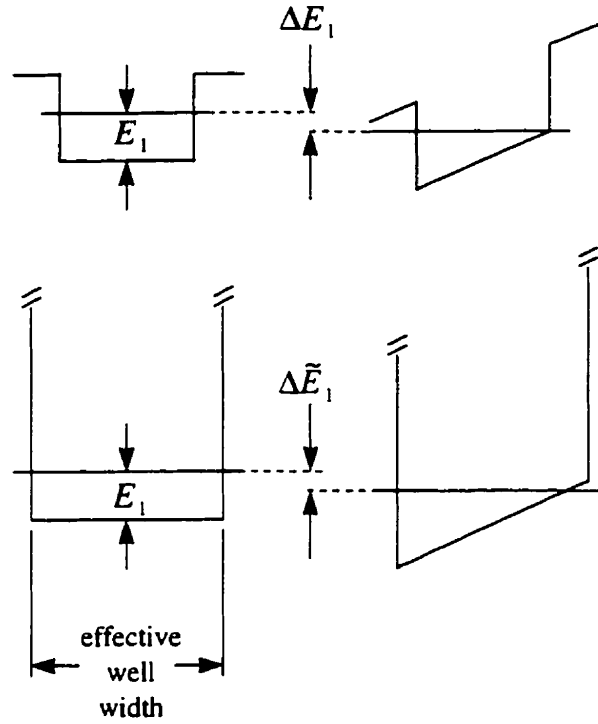 ΔE₁
E₁
ΔẼ₁
E₁
effective
well
width